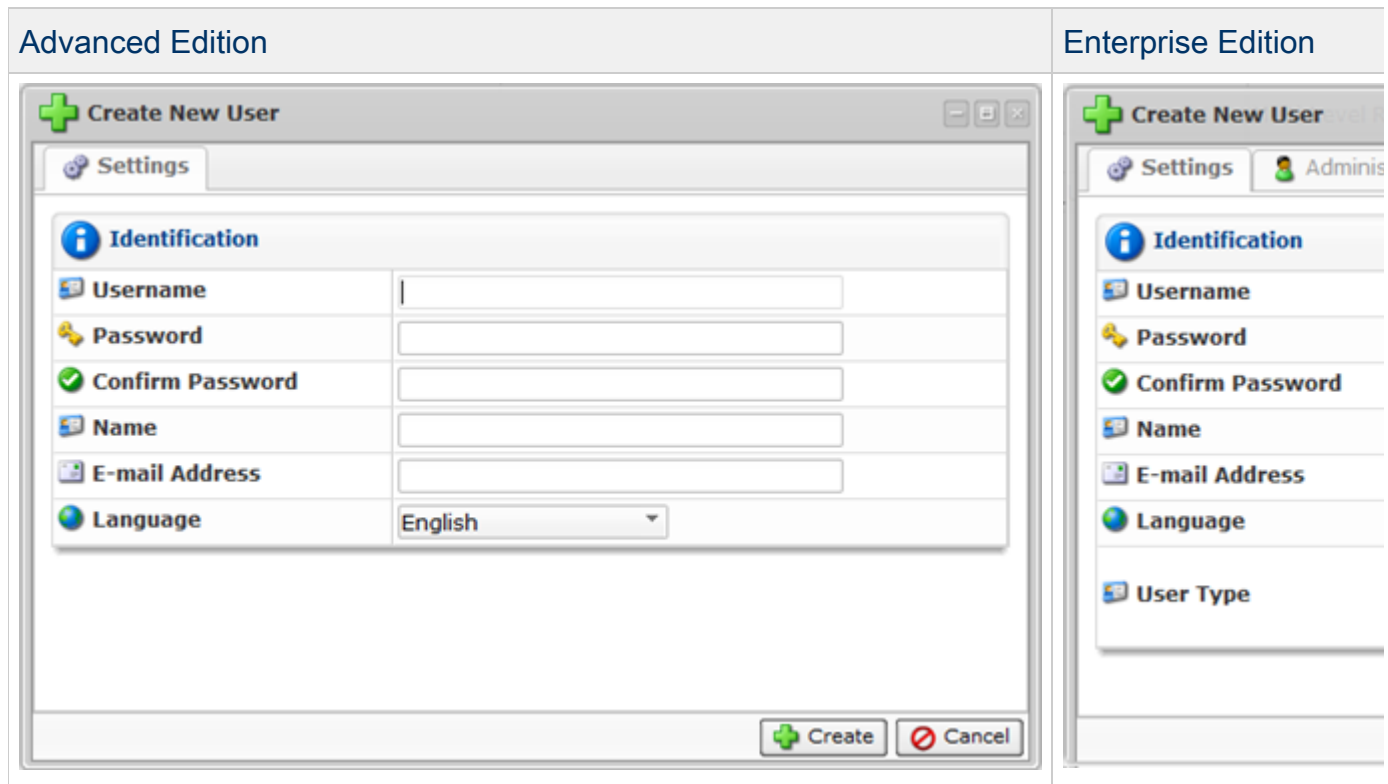 Advanced Edition
Create New User
Settings
Identification
Username
Password
Confirm Password
Name
E-mail Address
Language English
Create Cancel
Enterprise Edition
Create New User
Settings
Identification
Username
Password
Confirm Password
Name
E-mail Address
Language
User Type